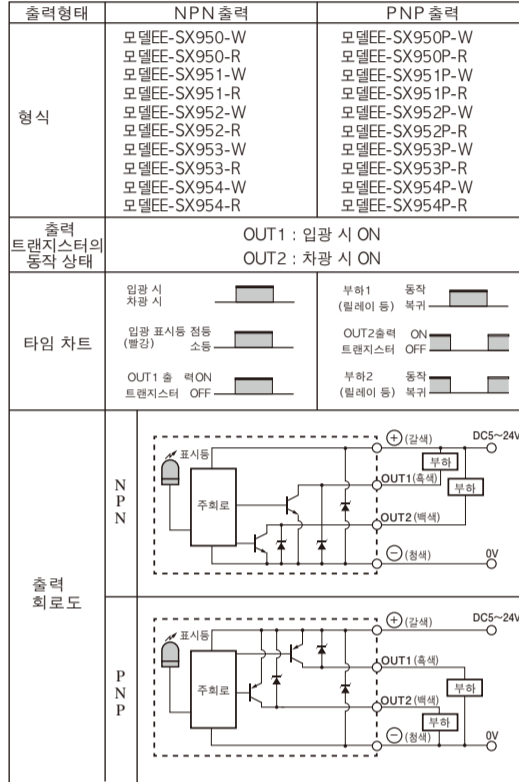 출력형태 NPN출력 PNP출력
형식
모델EE-SX950-W 모델EE-SX950P-W
모델EE-SX950-R 모델EE-SX950P-R
모델EE-SX951-W 모델EE-SX951P-W
모델EE-SX951-R 모델EE-SX951P-R
모델EE-SX952-W 모델EE-SX952P-W
모델EE-SX952-R 모델EE-SX952P-R
모델EE-SX953-W 모델EE-SX953P-W
모델EE-SX953-R 모델EE-SX953P-R
모델EE-SX954-W 모델EE-SX954P-W
모델EE-SX954-R 모델EE-SX954P-R
출력
트랜지스터의
동작 상태
OUT1 : 입광 시 ON
OUT2 : 차광 시 ON
타임 차트
입광 시
차광 시
입광 표시등 점등
(빨강) 소등
OUT1 출 력ON
트랜지스터 OFF
부하1 동작
(릴레이 등) 복귀
OUT2출력 ON
트랜지스터 OFF
부하2 동작
(릴레이 등) 복귀
출력
회로도
NPN
표시등
주회로
+ (갈색) DC5~24V
부하
OUT1(흑색)
부하
OUT2 (백색)
− (청색) 0V
PNP
표시등
주회로
+ (갈색) DC5~24V
OUT1 (흑색)
부하
OUT2 (백색)
부하
− (청색) 0V